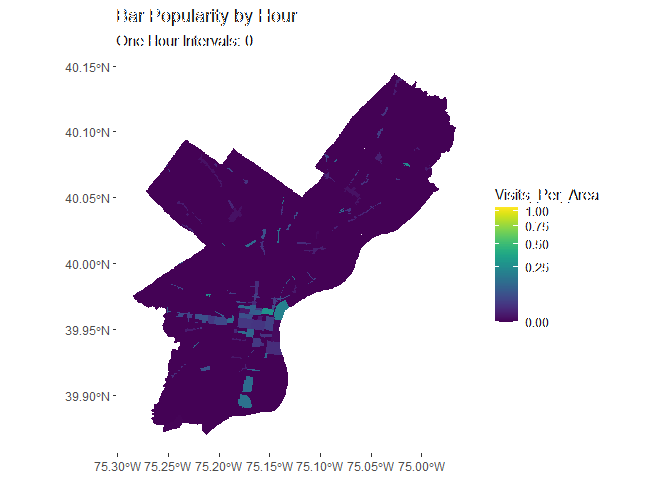 Bar Popularity by Hour
One Hour Intervals: 0
40.15°N
40.10°N
40.05°N
40.00°N
39.95°N
39.90°N
75.30°W 75.25°W 75.20°W 75.15°W 75.10°W 75.05°W 75.00°W
Visits_Per_Area
1.00
0.75
0.50
0.25
0.00